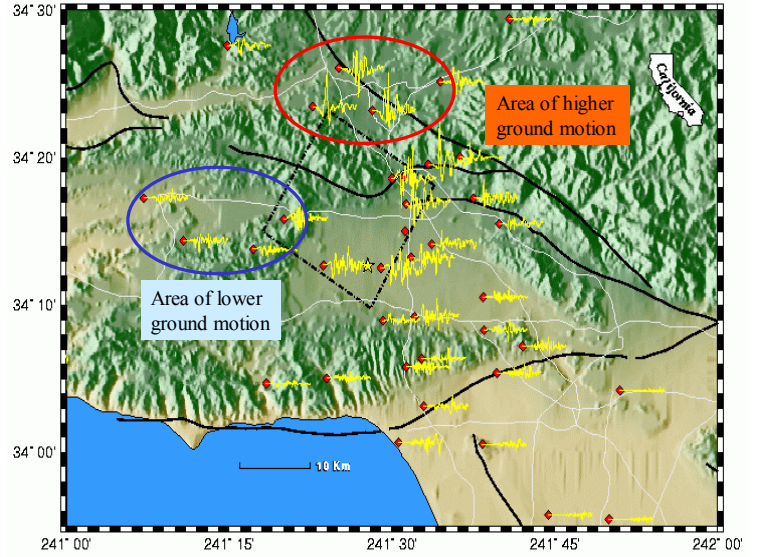 34° 30'
California
Area of higher
ground motion
34° 20'
34° 10'
Area of lower
ground motion
34° 00'
10 Km
241° 00'
241° 15'
241° 30'
241° 45'
242° 00'